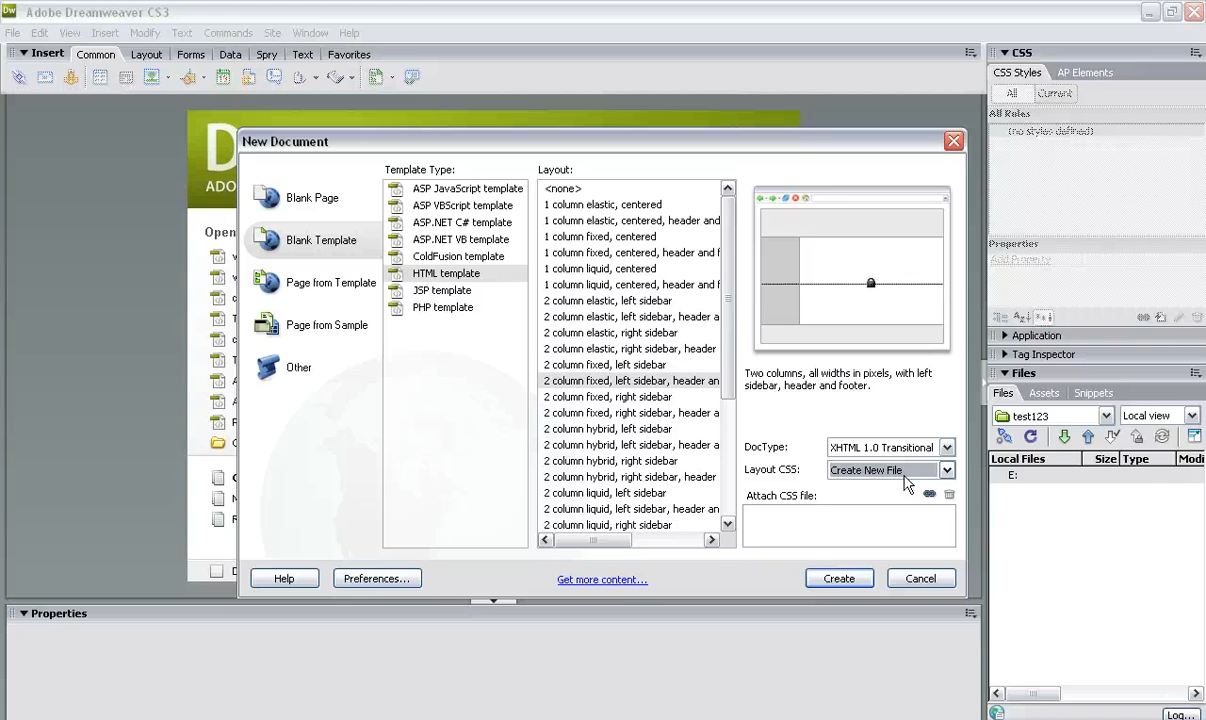 Dw Adobe Dreamweaver CS3
File Edit View Insert Modify Text Commands Site Window Help
Insert Common Layout Forms Data Spry Text Favorites
CSS
CSS Styles AP Elements
All Current
All Rules
(no styles defined)
Properties
Add Property
Application
Tag Inspector
Files
Files Assets Snippets
test123 Local view
Local Files Size Type Modi
E:
Log...
D
ADO
Open
New Document
Blank Page
Blank Template
Page from Template
Page from Sample
Other
Template Type:
ASP JavaScript template
ASP VBScript template
ASP.NET C# template
ASP.NET VB template
ColdFusion template
HTML template
JSP template
PHP template
Layout:
<none>
1 column elastic, centered
1 column elastic, centered, header and
1 column fixed, centered
1 column fixed, centered, header and f
1 column liquid, centered
1 column liquid, centered, header and f
2 column elastic, left sidebar
2 column elastic, left sidebar, header a
2 column elastic, right sidebar
2 column elastic, right sidebar, header
2 column fixed, left sidebar
2 column fixed, left sidebar, header an
2 column fixed, right sidebar
2 column fixed, right sidebar, header a
2 column hybrid, left sidebar
2 column hybrid, left sidebar, header a
2 column hybrid, right sidebar
2 column hybrid, right sidebar, header
2 column liquid, left sidebar
2 column liquid, left sidebar, header an
2 column liquid, right sidebar
Two columns, all widths in pixels, with left
sidebar, header and footer.
DocType: XHTML 1.0 Transitional
Layout CSS: Create New File
Attach CSS file:
Help Preferences... Get more content... Create Cancel
Properties